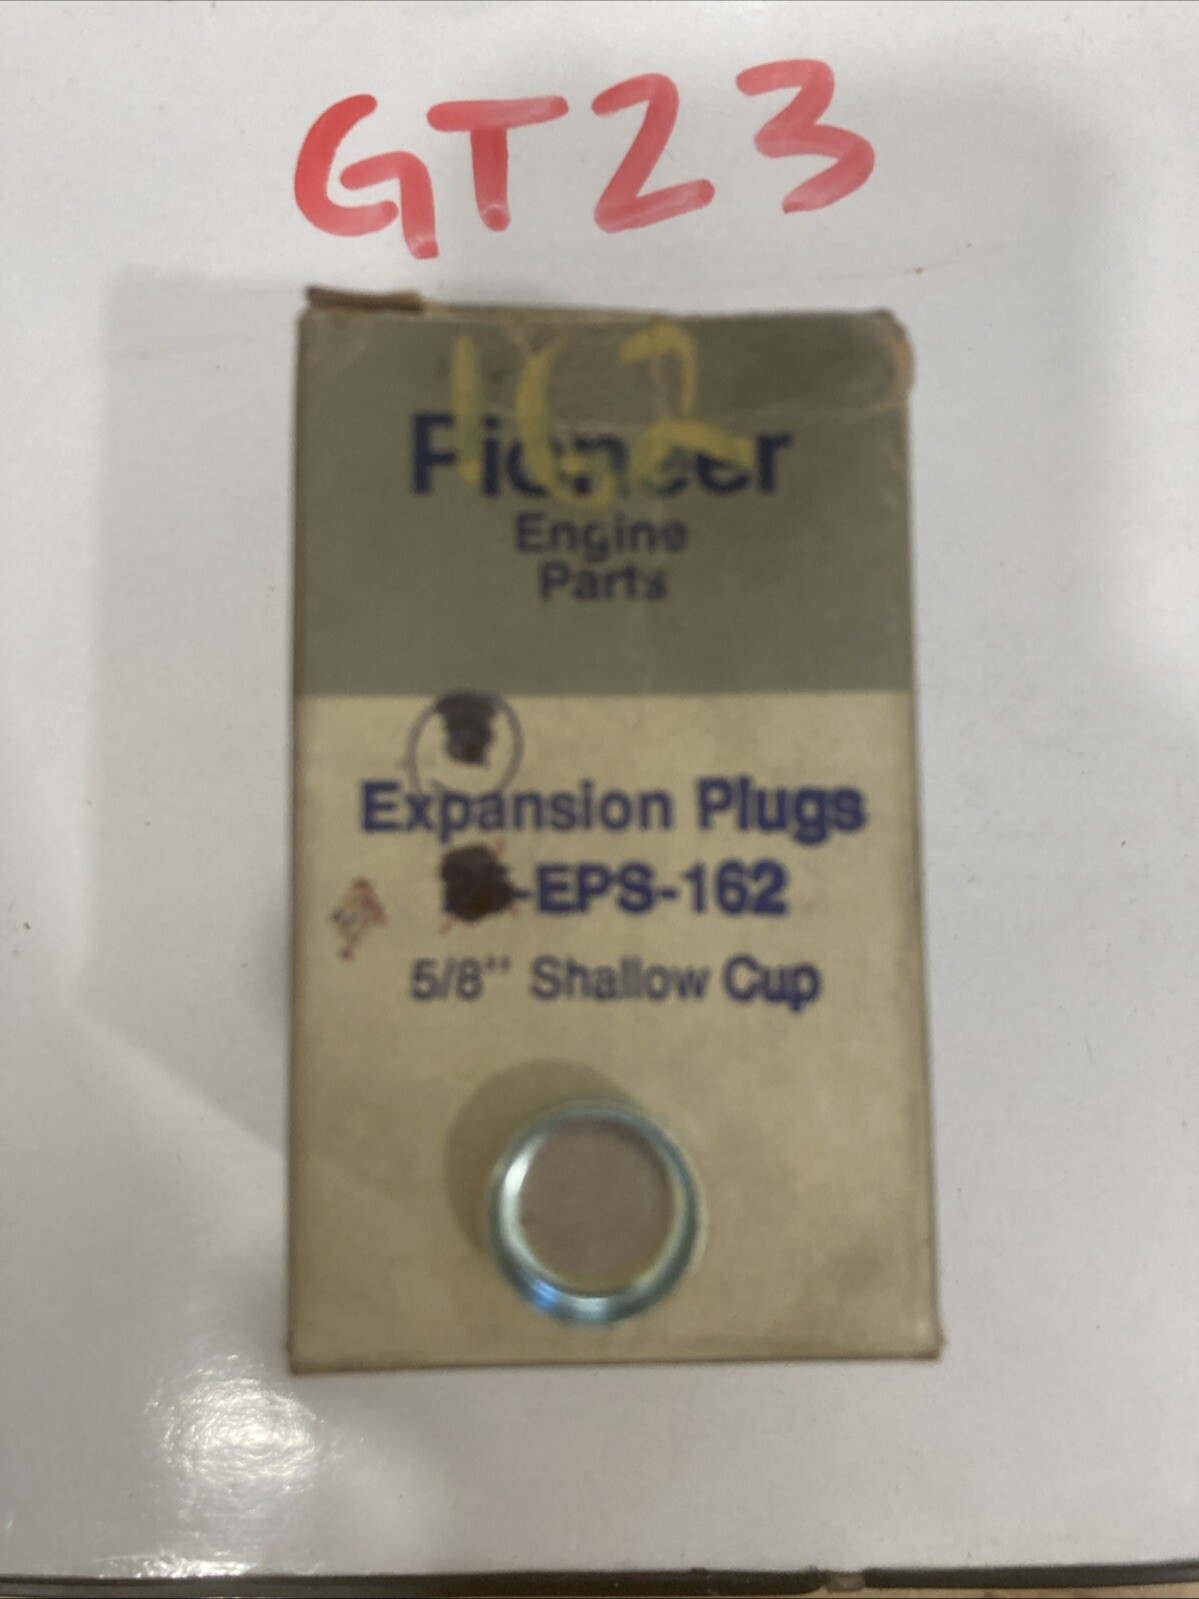 GT23
162
Pioneer
Engine
Parts
Expansion Plugs
-EPS-162
5/8" Shallow Cup